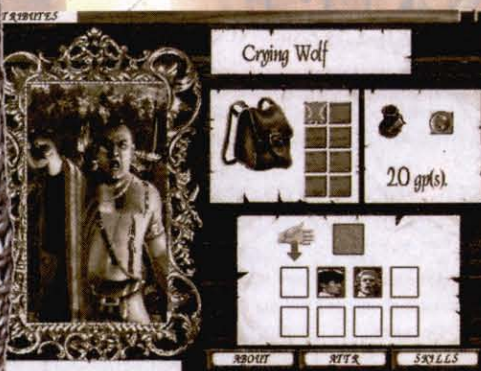 TRIBUTES
Crying Wolf
20 gp(s).
ABOUT
ATTR
SKILLS